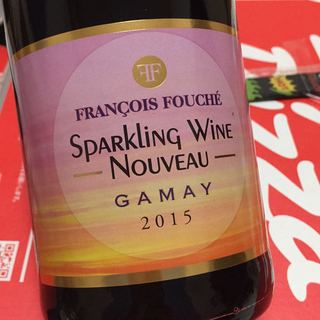 FF
FRANÇOIS FOUCHÉ
SPARKLING WINE
NOUVEAU
GAMAY
2015